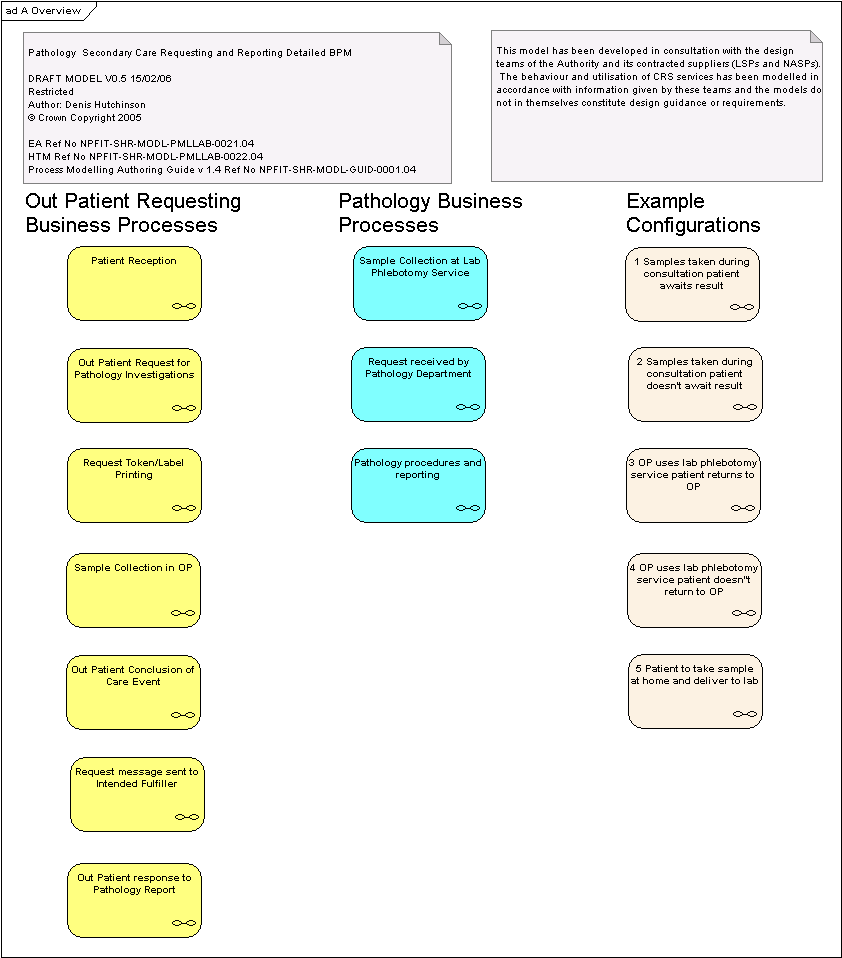 ad A Overview
Pathology  Secondary Care Requesting and Reporting Detailed BPM
DRAFT MODEL V0.5 15/02/06
Restricted
Author: Denis Hutchinson
© Crown Copyright 2005
EA Ref No NPFIT-SHR-MODL-PMLLAB-0021.04
HTM Ref No NPFIT-SHR-MODL-PMLLAB-0022.04
Process Modelling Authoring Guide v 1.4 Ref No NPFIT-SHR-MODL-GUID-0001.04
This model has been developed in consultation with the design
teams of the Authority and its contracted suppliers (LSPs and NASPs).
The behaviour and utilisation of CRS services has been modelled in
accordance with information given by these teams and the models do
not in themselves constitute design guidance or requirements.
Out Patient Requesting
Business Processes
Patient Reception
Out Patient Request for
Pathology Investigations
Request Token/Label
Printing
Sample Collection in OP
Out Patient Conclusion of
Care Event
Request message sent to
Intended Fulfiller
Out Patient response to
Pathology Report
Pathology Business
Processes
Sample Collection at Lab
Phlebotomy Service
Request received by
Pathology Department
Pathology procedures and
reporting
Example
Configurations
1 Samples taken during
consultation patient
awaits result
2 Samples taken during
consultation patient
doesn't await result
3 OP uses lab phlebotomy
service patient returns to
OP
4 OP uses lab phlebotomy
service patient doesn"t
return to OP
5 Patient to take sample
at home and deliver to lab